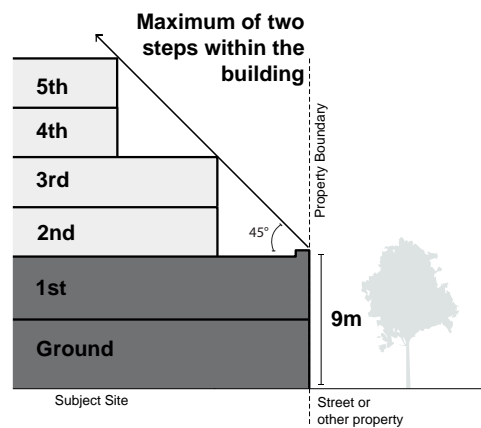 Maximum of two
steps within the
building
5th
4th
3rd
2nd
1st
Ground
45°
Property Boundary
9m
Subject Site
Street or
other property